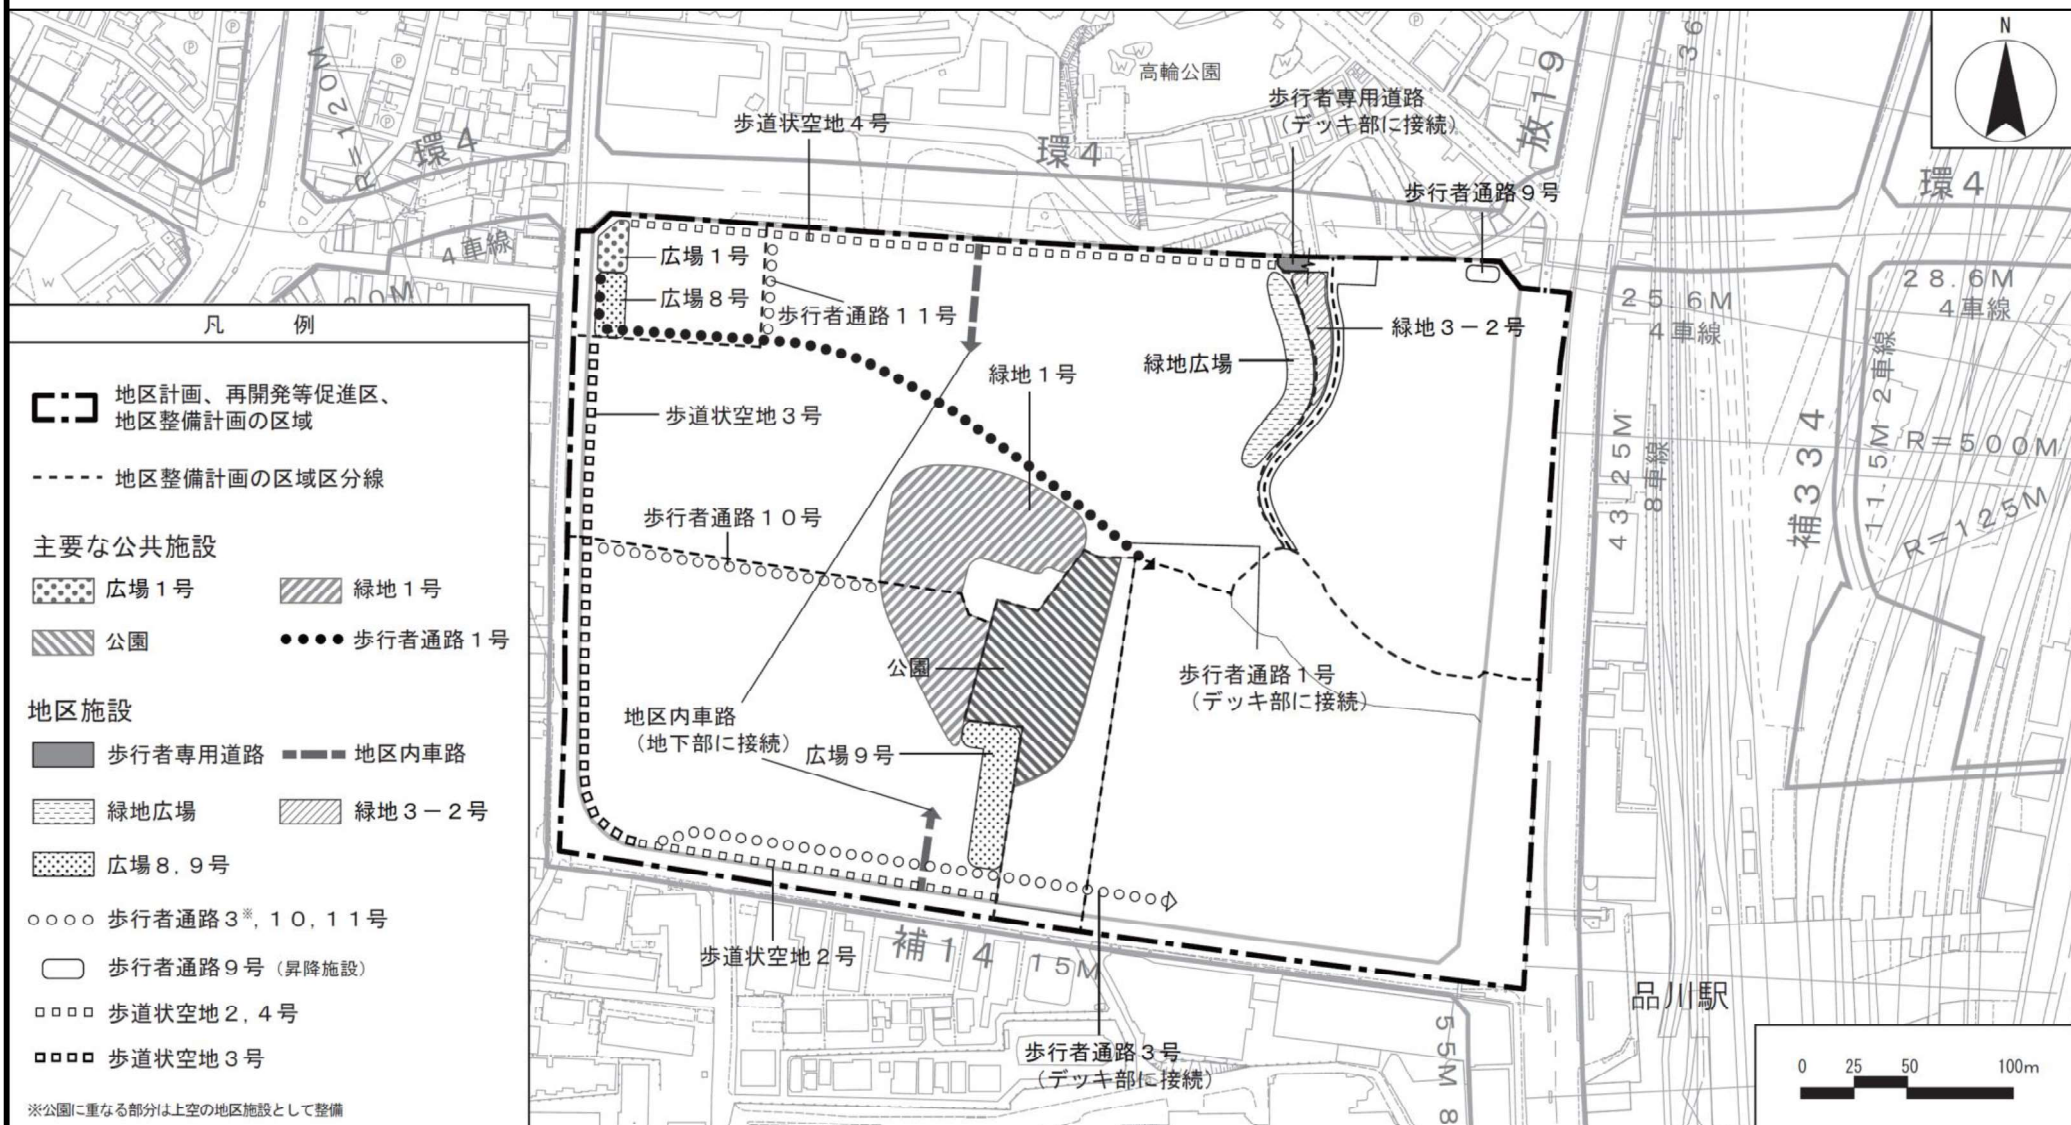 N
高輪公園
歩行者専用道路
(デッキ部に接続)
放19
R=120M
環4
歩道状空地4号
環4
歩行者通路9号
環4
4車線
広場1号
広場8号
歩行者通路11号
緑地3-2号
緑地広場
緑地1号
歩道状空地3号
歩行者通路10号
25.6M
4車線
28.6M
4車線
43.25M
8車線
補334
11.5M 2車線
R=500M
R=125M
公園
歩行者通路1号
(デッキ部に接続)
地区内車路
(地下部に接続)
広場9号
歩道状空地2号
補14
15M
歩行者通路3号
(デッキ部に接続)
55M 8
品川駅
0 25 50 100m
凡 例
地区計画、再開発等促進区、
地区整備計画の区域
地区整備計画の区域区分線
主要な公共施設
広場1号
緑地1号
公園
歩行者通路1号
地区施設
歩行者専用道路
地区内車路
緑地広場
緑地3-2号
広場8,9号
歩行者通路3※,10,11号
歩行者通路9号(昇降施設)
歩道状空地2,4号
歩道状空地3号
※公園に重なる部分は上空の地区施設として整備